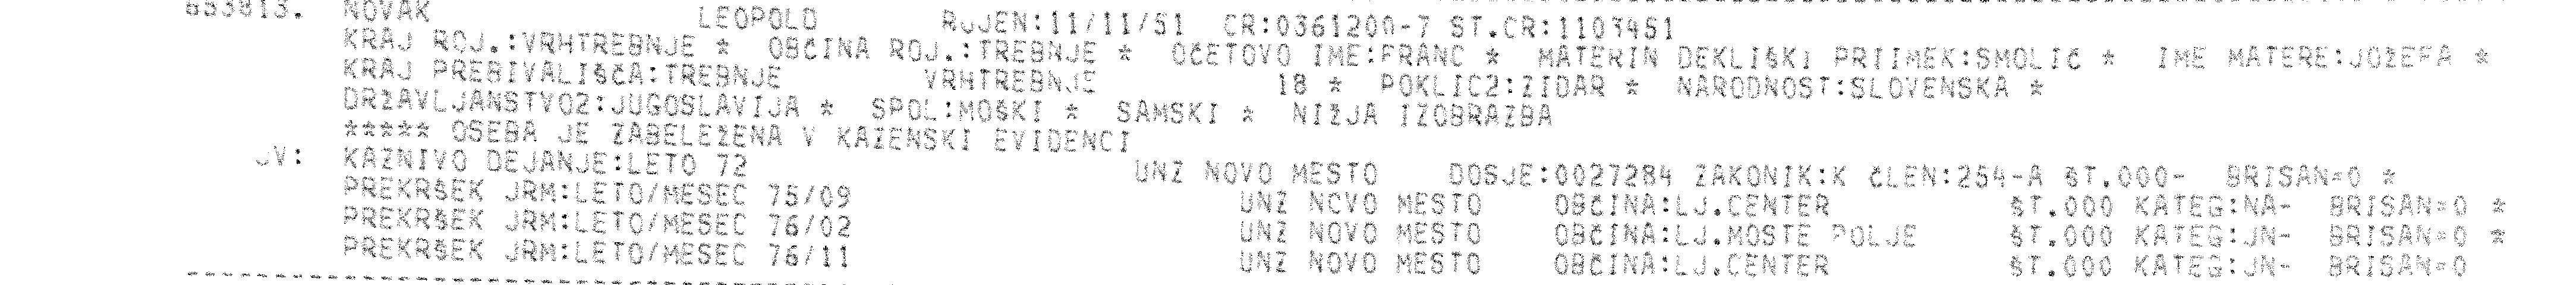 653813. NOVAK LEOPOLD ROJEN:11/11/51 CR:0361200-7 ST.CR:1103451
KRAJ ROJ.:VRHTREBNJE * OBČINA ROJ.:TREBNJE * OČETOVO IME:FRANC * MATERIN DEKLIŠKI PRIIMEK:SMOLIČ * IME MATERE:JOŽEFA *
KRAJ PREBIVALIŠČA:TREBNJE VRHTREBNJE 18 * POKLIC2:ZIDAR * NARODNOST:SLOVENSKA *
DRŽAVLJANSTVO2:JUGOSLAVIJA * SPOL:MOŠKI * SAMSKI * NIŽJA IZOBRAZBA
***** OSEBA JE ZABELEŽENA V KAZENSKI EVIDENCI
JV: KAZNIVO DEJANJE:LETO 72 UNZ NOVO MESTO DOSJE:0027284 ZAKONIK:K ČLEN:254-A ŠT.000- BRISAN=0 *
PREKRŠEK JRM:LETO/MESEC 75/09 UNZ NOVO MESTO OBČINA:LJ.CENTER ŠT.000 KATEG:NA- BRISAN=0 *
PREKRŠEK JRM:LETO/MESEC 76/02 UNZ NOVO MESTO OBČINA:LJ.MOSTE POLJE ŠT.000 KATEG:JN- BRISAN=0 *
PREKRŠEK JRM:LETO/MESEC 76/11 UNZ NOVO MESTO OBČINA:LJ.CENTER ŠT.000 KATEG:JN- BRISAN=0